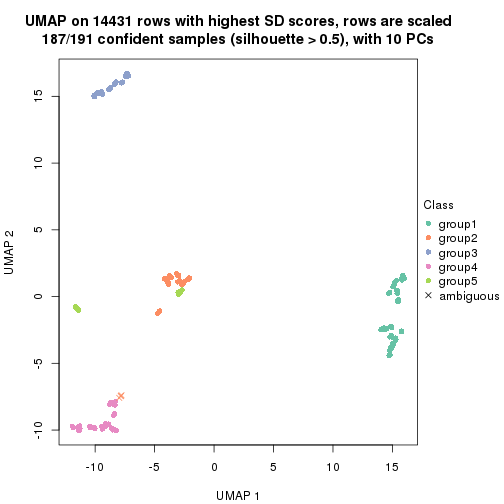 UMAP on 14431 rows with highest SD scores, rows are scaled
187/191 confident samples (silhouette > 0.5), with 10 PCs
15
10
5
0
-5
-10
UMAP 2
-10
-5
0
5
10
15
UMAP 1
Class
group1
group2
group3
group4
group5
ambiguous